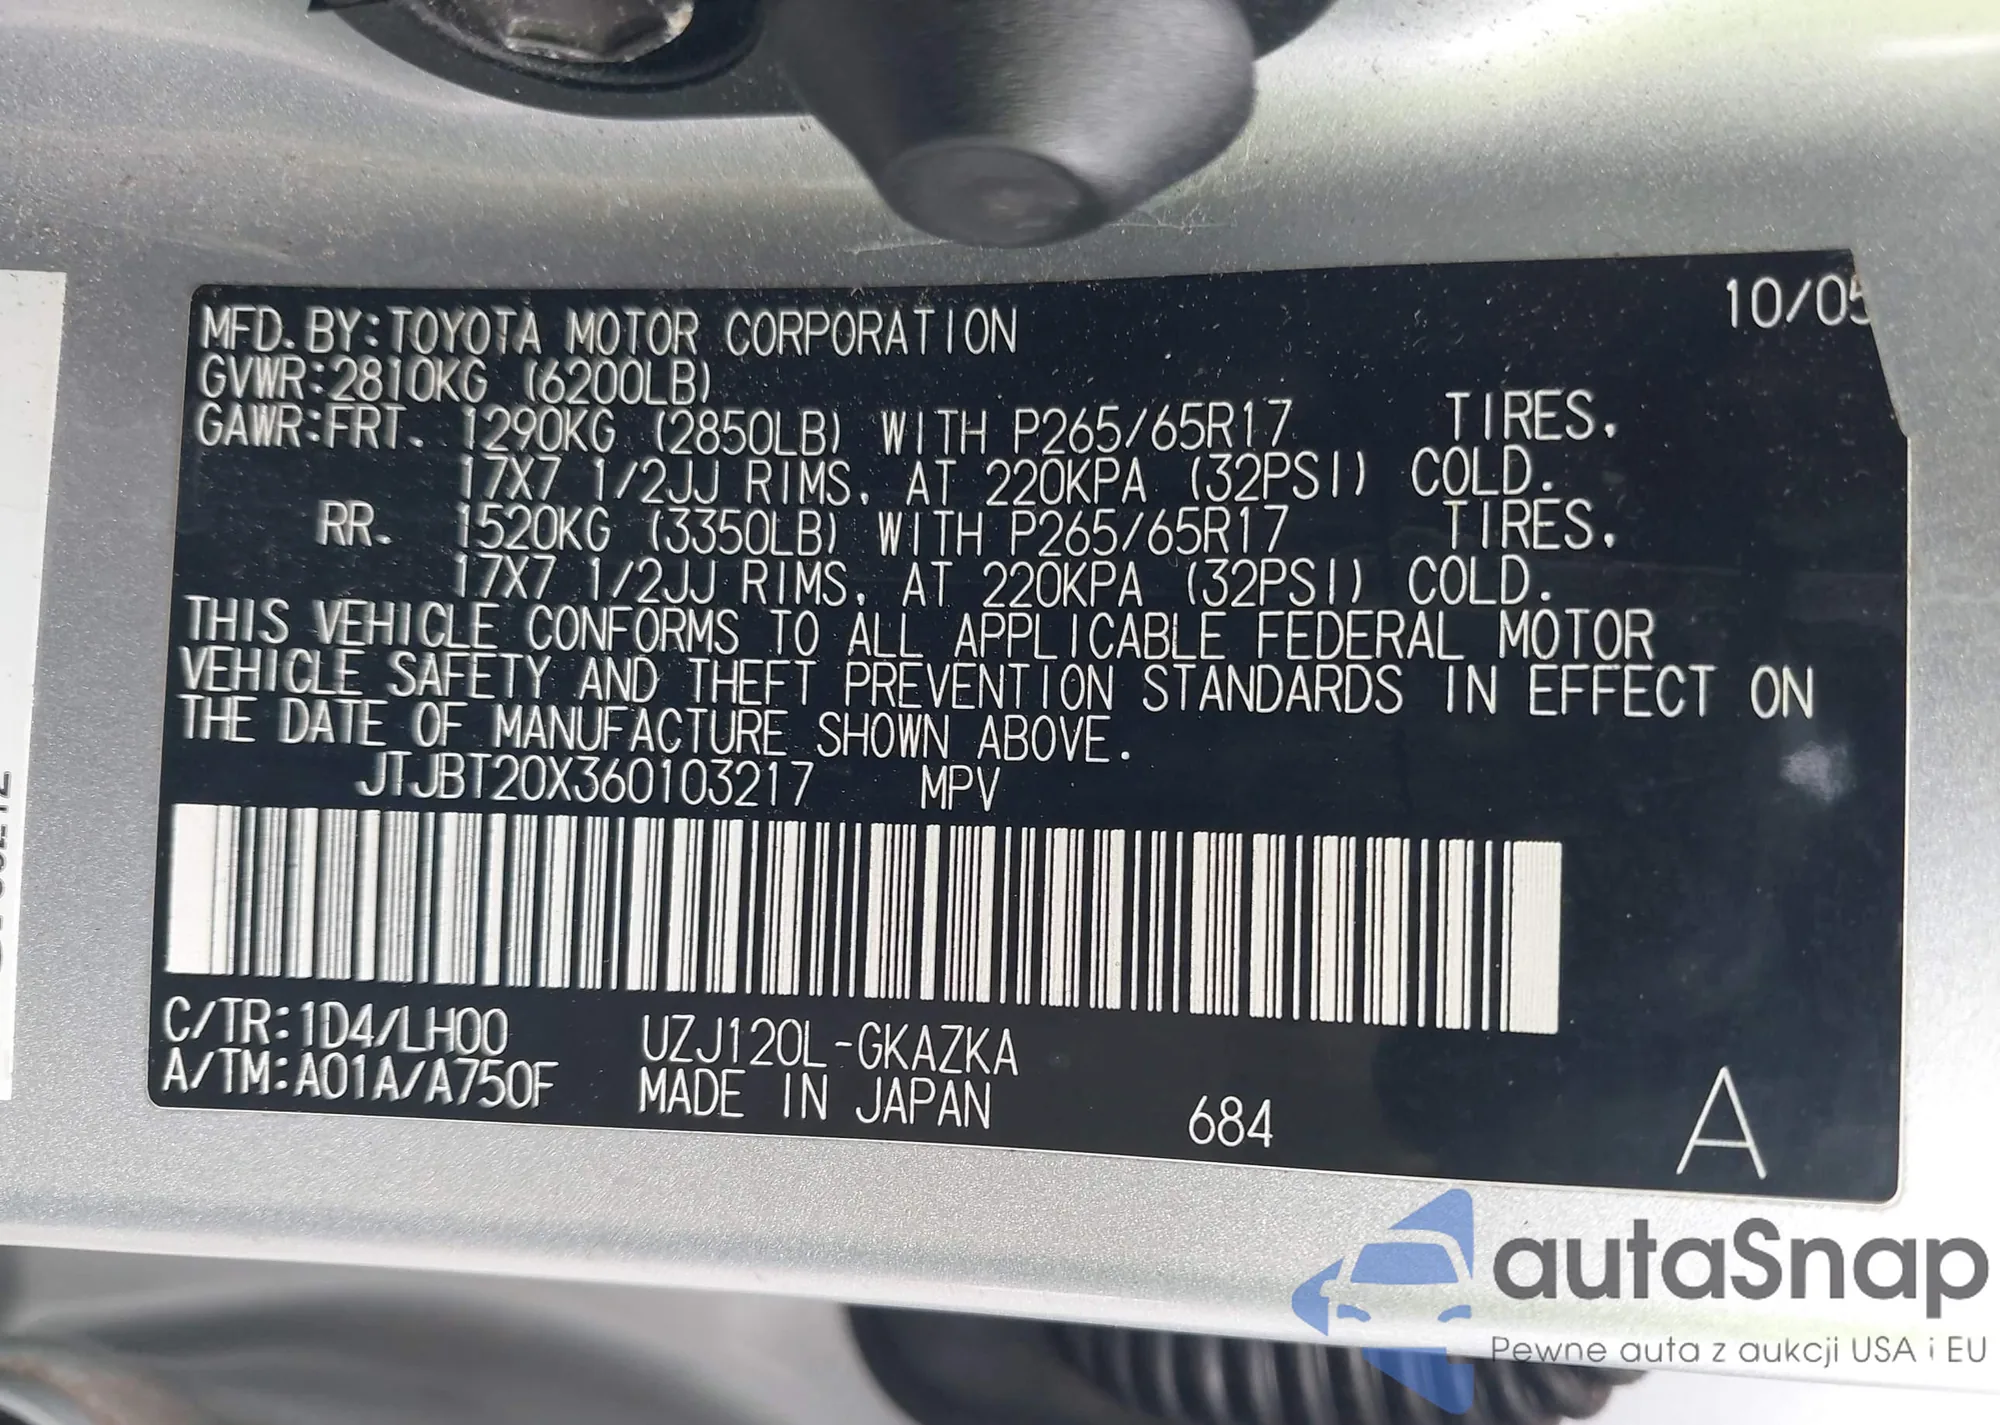 10/05
MFD. BY: TOYOTA MOTOR CORPORATION
GVWR: 2810KG (6200LB)
GAWR: FRT. 1290KG (2850LB) WITH P265/65R17 TIRES.
17X7 1/2JJ RIMS, AT 220KPA (32PSI) COLD.
RR. 1520KG (3350LB) WITH P265/65R17 TIRES.
17X7 1/2JJ RIMS, AT 220KPA (32PSI) COLD.
THIS VEHICLE CONFORMS TO ALL APPLICABLE FEDERAL MOTOR
VEHICLE SAFETY AND THEFT PREVENTION STANDARDS IN EFFECT ON
THE DATE OF MANUFACTURE SHOWN ABOVE.
JTJBT20X360103217 MPV
C/TR: 1D4/LH00 UZJ120L-GKAZKA
A/TM: A01A/A750F MADE IN JAPAN 684 A
autaSnap
Pewne auta z aukcji USA i EU